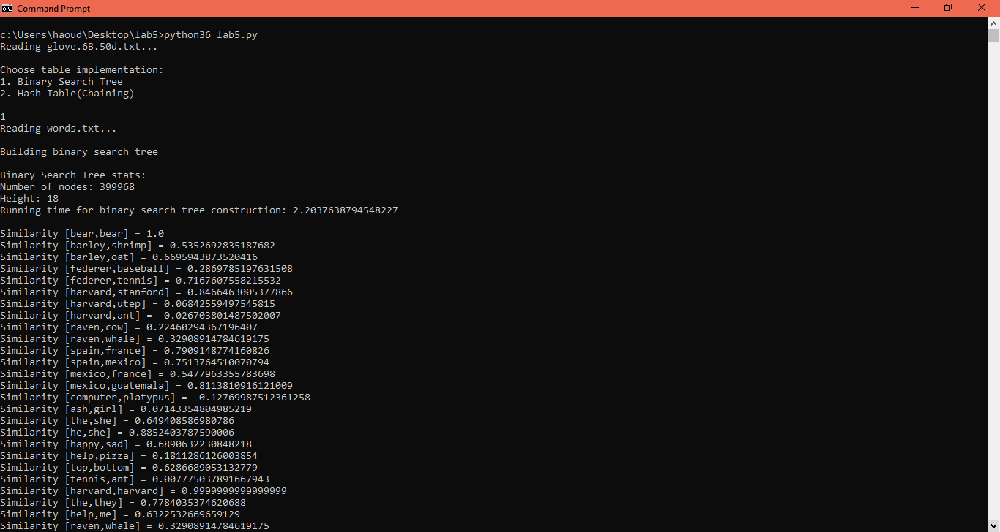 Command Prompt
c:\Users\haoud\Desktop\lab5>python36 lab5.py
Reading glove.6B.50d.txt...
Choose table implementation:
1. Binary Search Tree
2. Hash Table(Chaining)
1
Reading words.txt...
Building binary search tree
Binary Search Tree stats:
Number of nodes: 399968
Height: 18
Running time for binary search tree construction: 2.2037638794548227
Similarity [bear,bear] = 1.0
Similarity [barley,shrimp] = 0.5352692835187682
Similarity [barley,oat] = 0.6695943873520416
Similarity [federer,baseball] = 0.2869785197631508
Similarity [federer,tennis] = 0.7167607558215532
Similarity [harvard,stanford] = 0.8466463005377866
Similarity [harvard,utep] = 0.06842559497545815
Similarity [harvard,ant] = -0.026703801487502007
Similarity [raven,cow] = 0.22460294367196407
Similarity [raven,whale] = 0.32908914784619175
Similarity [spain,france] = 0.7909148774160826
Similarity [spain,mexico] = 0.7513764510070794
Similarity [mexico,france] = 0.5477963355783698
Similarity [mexico,guatemala] = 0.8113810916121009
Similarity [computer,platypus] = -0.12769987512361258
Similarity [ash,girl] = 0.07143354804985219
Similarity [the,she] = 0.649408586980786
Similarity [he,she] = 0.8852403787590006
Similarity [happy,sad] = 0.6890632230848218
Similarity [help,pizza] = 0.1811286126003854
Similarity [top,bottom] = 0.6286689053132779
Similarity [tennis,ant] = 0.007775037891667943
Similarity [harvard,harvard] = 0.9999999999999999
Similarity [the,they] = 0.7784035374620688
Similarity [help,me] = 0.6322532669659129
Similarity [raven,whale] = 0.32908914784619175